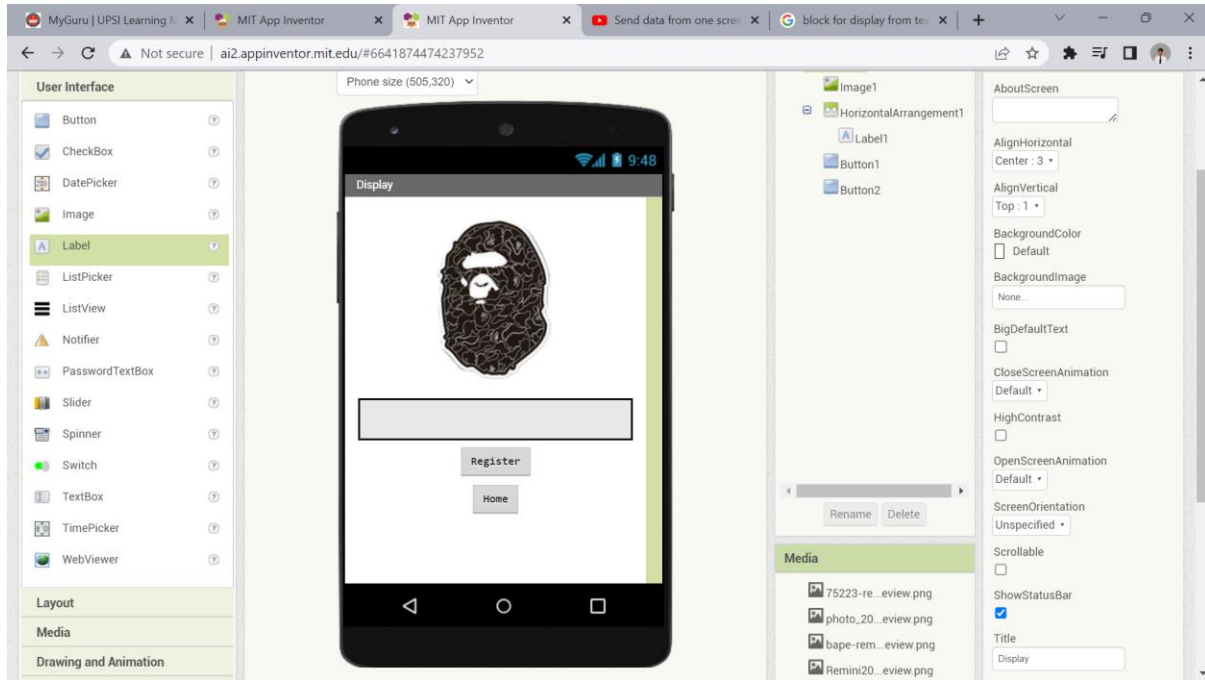 MyGuru | UPSI Learning M
MIT App Inventor
MIT App Inventor
Send data from one scree
block for display from tex
Not secure
ai2.appinventor.mit.edu/#6641874474237952
User Interface
Button
CheckBox
DatePicker
Image
Label
ListPicker
ListView
Notifier
PasswordTextBox
Slider
Spinner
Switch
TextBox
TimePicker
WebViewer
Layout
Media
Drawing and Animation
Phone size (505,320)
9:48
Display
Register
Home
Image1
HorizontalArrangement1
Label1
Button1
Button2
Rename Delete
Media
75223-re...eview.png
photo_20...eview.png
bape-rem...eview.png
Remini20...eview.png
AboutScreen
AlignHorizontal
Center : 3
AlignVertical
Top : 1
BackgroundColor
Default
BackgroundImage
None...
BigDefaultText
CloseScreenAnimation
Default
HighContrast
OpenScreenAnimation
Default
ScreenOrientation
Unspecified
Scrollable
ShowStatusBar
Title
Display